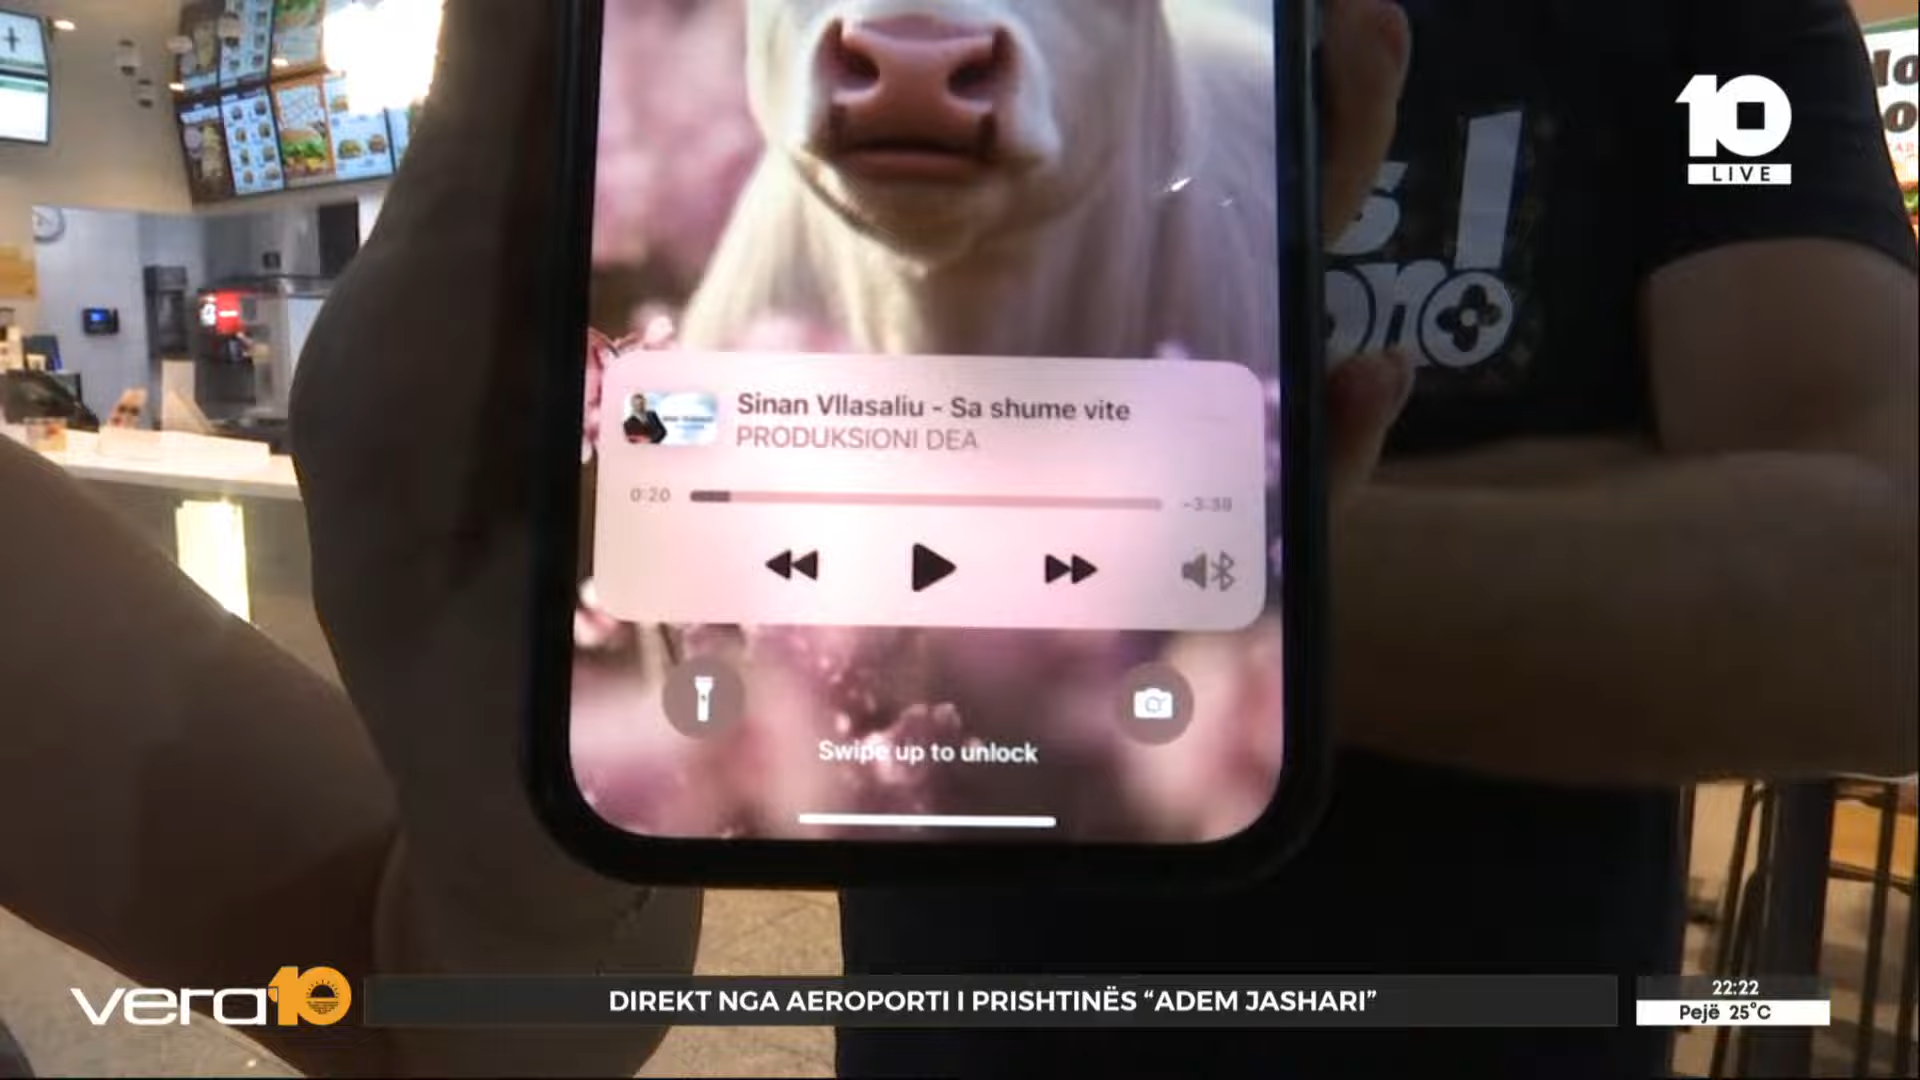 10
LIVE
Sinan Vllasaliu - Sa shume vite
PRODUKSIONI DEA
0:20
-3:38
Swipe up to unlock
vera10
DIREKT NGA AEROPORTI I PRISHTINËS “ADEM JASHARI”
22:22
Pejë 25°C